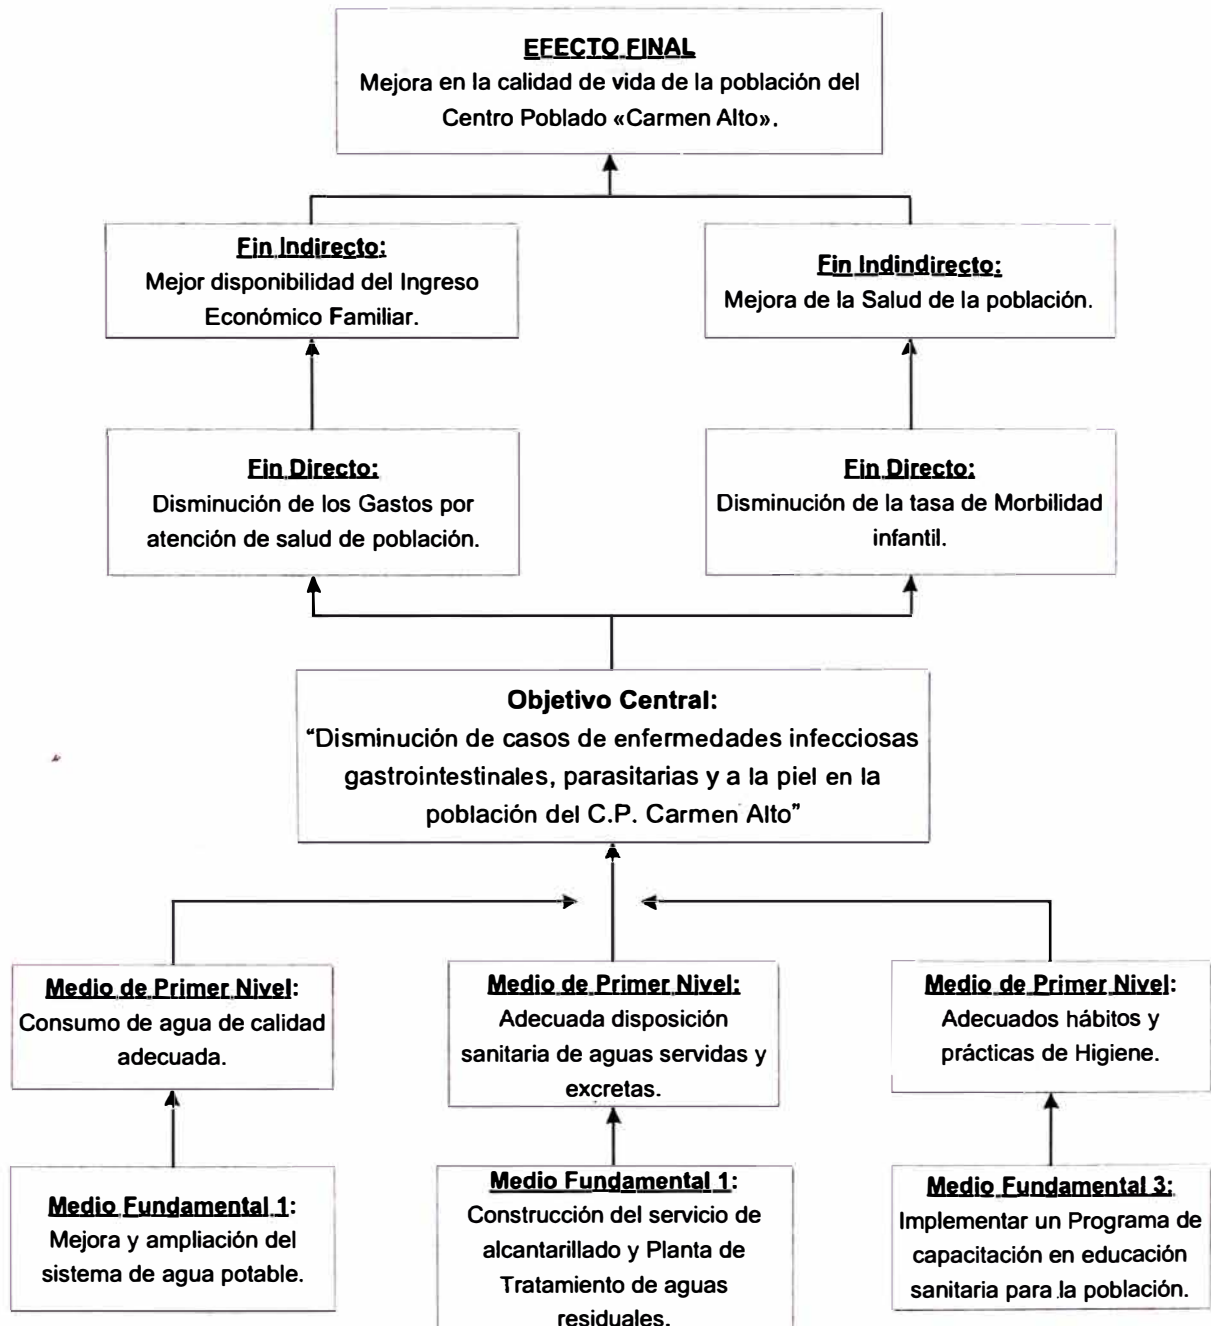 EFECTO FINAL
Mejora en la calidad de vida de la población del
Centro Poblado «Carmen Alto».
Fin Indirecto:
Mejor disponibilidad del Ingreso
Económico Familiar.
Fin Indindirecto:
Mejora de la Salud de la población.
Fin Directo:
Disminución de los Gastos por
atención de salud de población.
Fin Directo:
Disminución de la tasa de Morbilidad
infantil.
Objetivo Central:
“Disminución de casos de enfermedades infecciosas
gastrointestinales, parasitarias y a la piel en la
población del C.P. Carmen Alto”
Medio de Primer Nivel:
Consumo de agua de calidad
adecuada.
Medio de Primer Nivel:
Adecuada disposición
sanitaria de aguas servidas y
excretas.
Medio de Primer Nivel:
Adecuados hábitos y
prácticas de Higiene.
Medio Fundamental 1:
Mejora y ampliación del
sistema de agua potable.
Medio Fundamental 1:
Construcción del servicio de
alcantarillado y Planta de
Tratamiento de aguas
residuales.
Medio Fundamental 3:
Implementar un Programa de
capacitación en educación
sanitaria para la población.